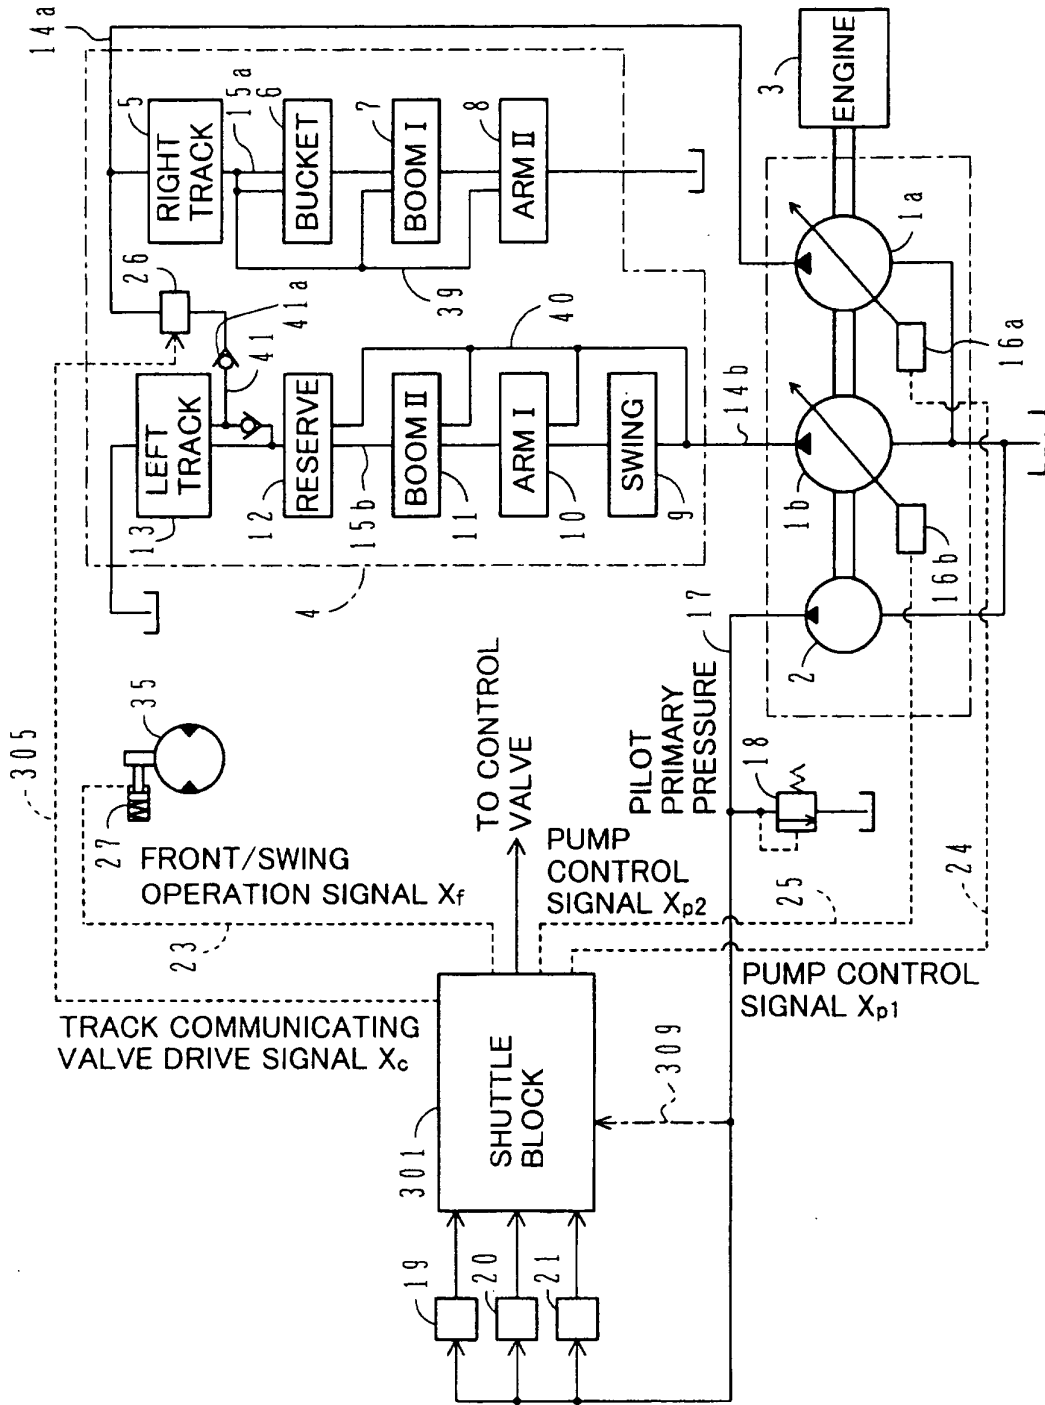 14a
5
RIGHT
TRACK
15a
6
BUCKET
7
BOOM I
8
ARM II
3
ENGINE
26
41a
41
39
40
13
LEFT
TRACK
12
RESERVE
15b
11
BOOM II
10
ARM I
9
SWING
4
14b
1a
16a
1b
16b
2
17
305
35
27
FRONT/SWING
OPERATION SIGNAL Xf
23
TO CONTROL
VALVE
PUMP
CONTROL
SIGNAL Xp2
PILOT
PRIMARY
PRESSURE
18
25
24
PUMP CONTROL
SIGNAL Xp1
TRACK COMMUNICATING
VALVE DRIVE SIGNAL Xc
301
SHUTTLE
BLOCK
309
19
20
21